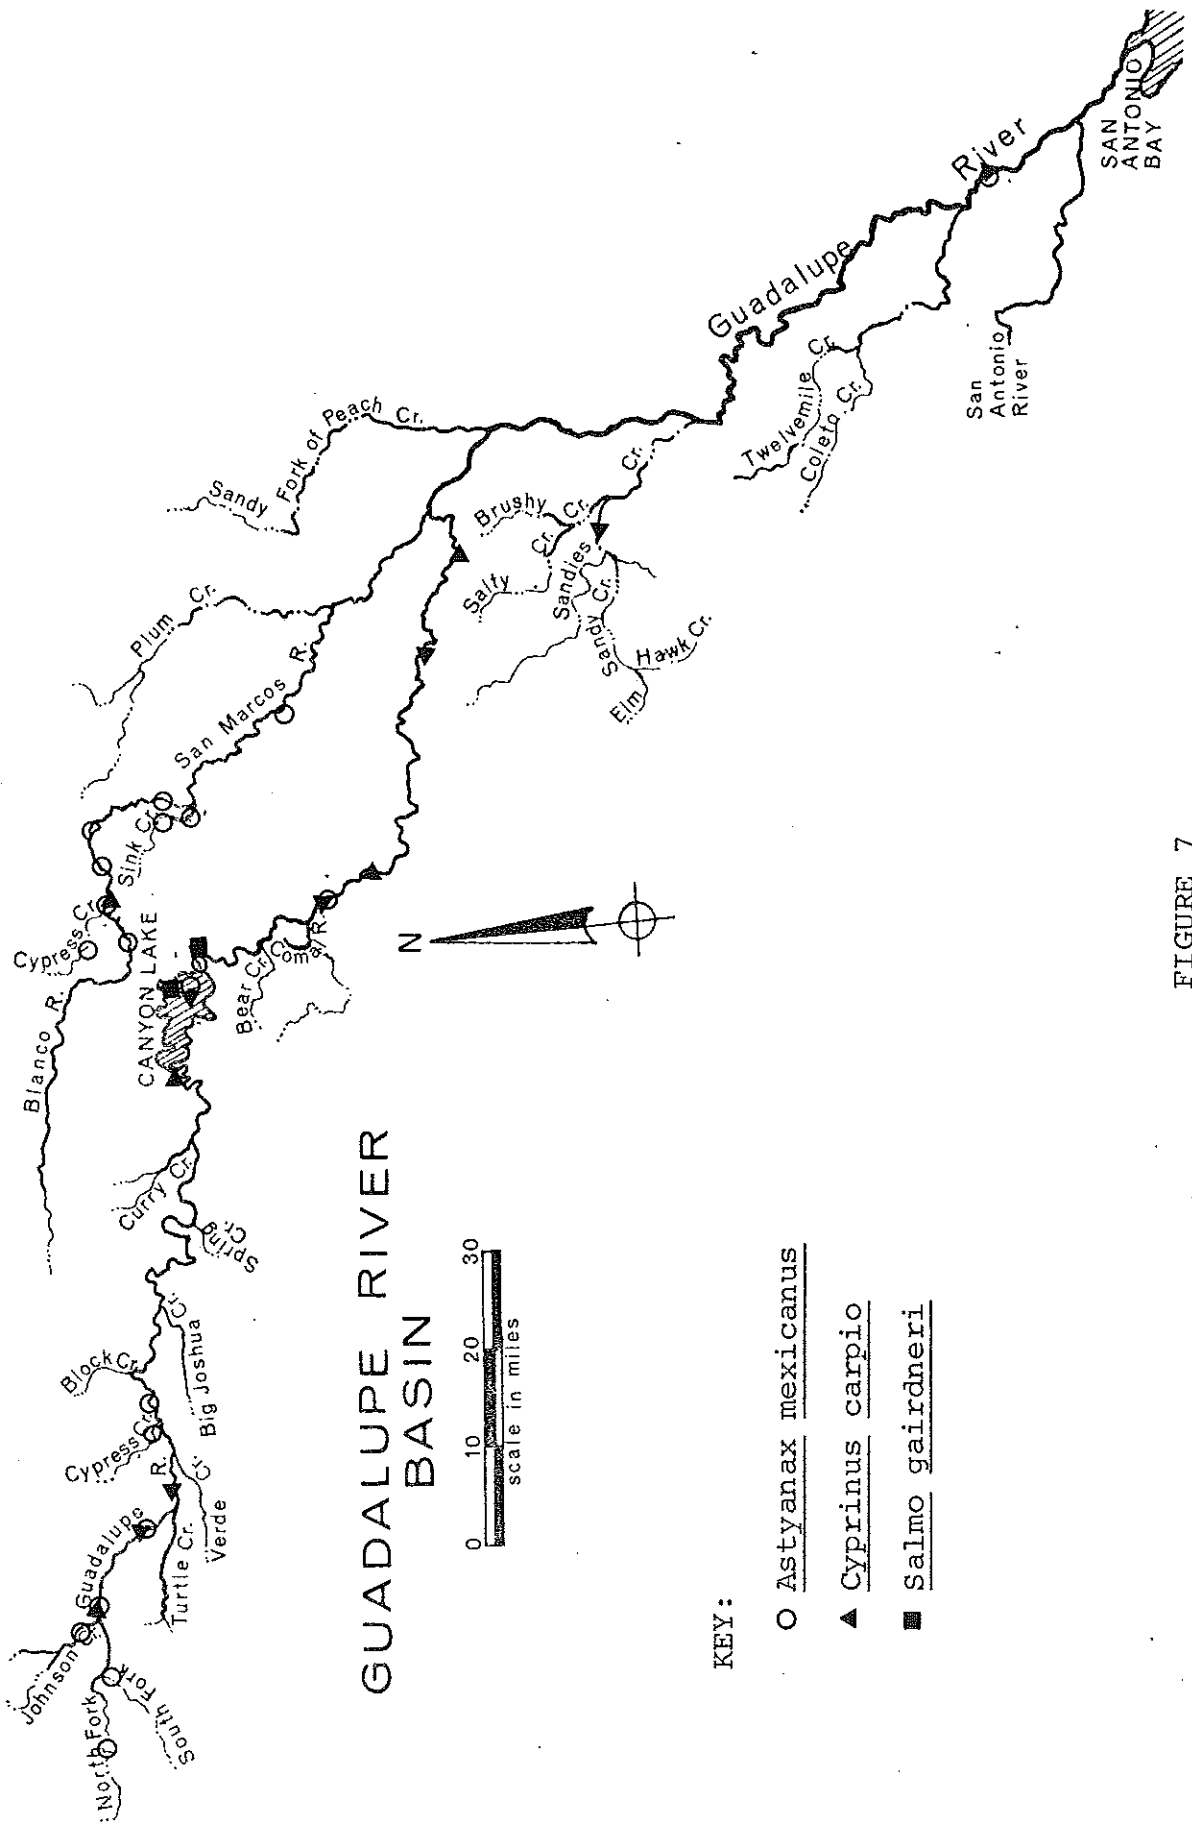 North Fork
South Fork
Johnson Cr.
Guadalupe R.
Turtle Cr.
Verde Cr.
Cypress Cr.
Block Cr.
Big Joshua Cr.
Spring Cr.
Curry Cr.
Blanco R.
CANYON LAKE
Cypress Cr.
Sink Cr.
Bear Cr.
Comal R.
San Marcos R.
Plum Cr.
Sandy Fork of Peach Cr.
Brushy Cr.
Salty Cr.
Sandies Cr.
Sandy Cr.
Elm
Hawk Cr.
Guadalupe River
Twelvemile Cr.
Coleto Cr.
San
Antonio
River
SAN
ANTONIO
BAY
N
GUADALUPE RIVER
BASIN
0 10 20 30
scale in miles
KEY:
Astyanax mexicanus
Cyprinus carpio
Salmo gairdneri
FIGURE 7